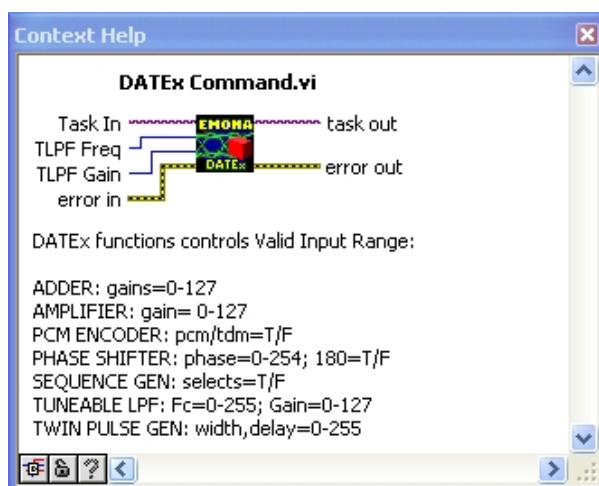 Context Help
DATEx Command.vi
Task In EMONA task out
TLPF Freq
TLPF Gain DATEx error out
error in
DATEx functions controls Valid Input Range:
ADDER: gains=0-127
AMPLIFIER: gain= 0-127
PCM ENCODER: pcm/tdm=T/F
PHASE SHIFTER: phase=0-254; 180=T/F
SEQUENCE GEN: selects=T/F
TUNEABLE LPF: Fc=0-255; Gain=0-127
TWIN PULSE GEN: width,delay=0-255
?